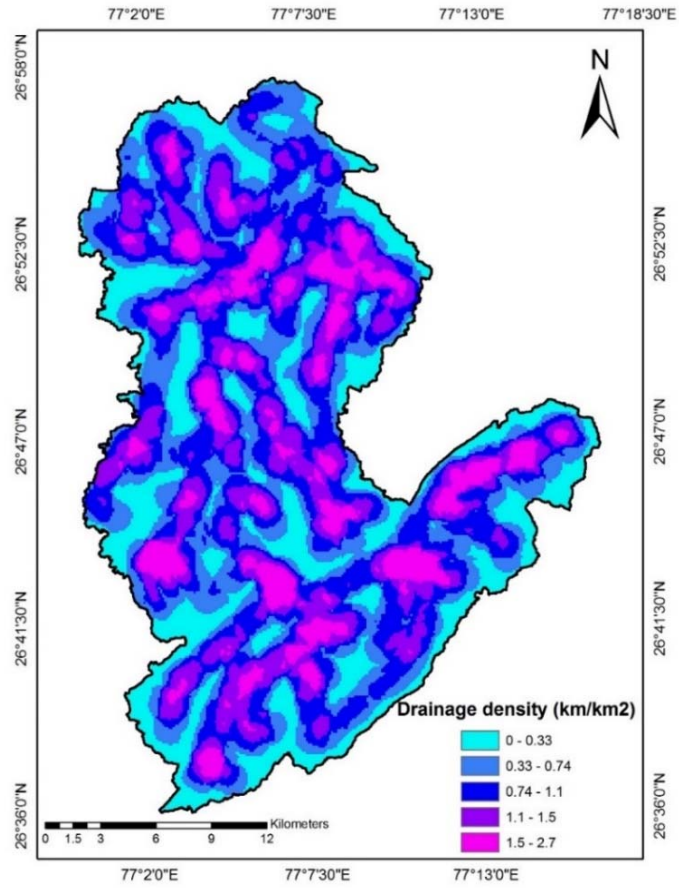 77°2'0"E 77°7'30"E 77°13'0"E 77°18'30"E
26°58'0"N
N
26°52'30"N 26°52'30"N
26°47'0"N 26°47'0"N
26°41'30"N 26°41'30"N
Drainage density (km/km2)
0 - 0.33
0.33 - 0.74
0.74 - 1.1
1.1 - 1.5
1.5 - 2.7
26°36'0"N 26°36'0"N
Kilometers
0 1.5 3 6 9 12
77°2'0"E 77°7'30"E 77°13'0"E